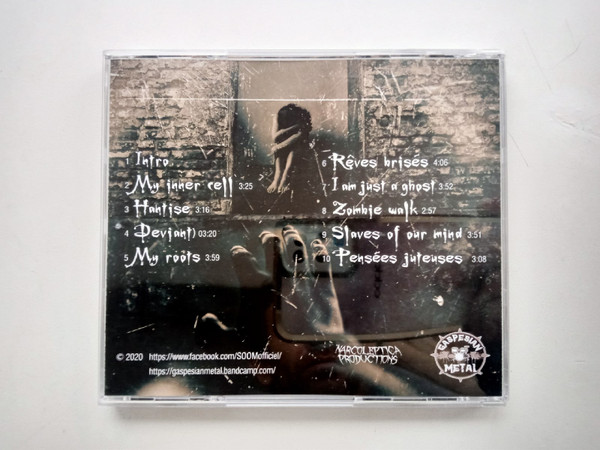 1 Intro
2 My inner cell 3:25
3 Hantise 3:16
4 Deviant) 03:20
5 My roots 3:59
6 Rêves brisés 4:06
7 I am just a ghost 3:52
8 Zombie walk 2:57
9 Slaves of our mind 3:51
10 Pensées juteuses 3:08
© 2020 https://www.facebook.com/SOOMofficiel/
https://gaspesianmetal.bandcamp.com/
NARCOLEPTICA
PRODUCTIONS
GASPESIAN
METAL